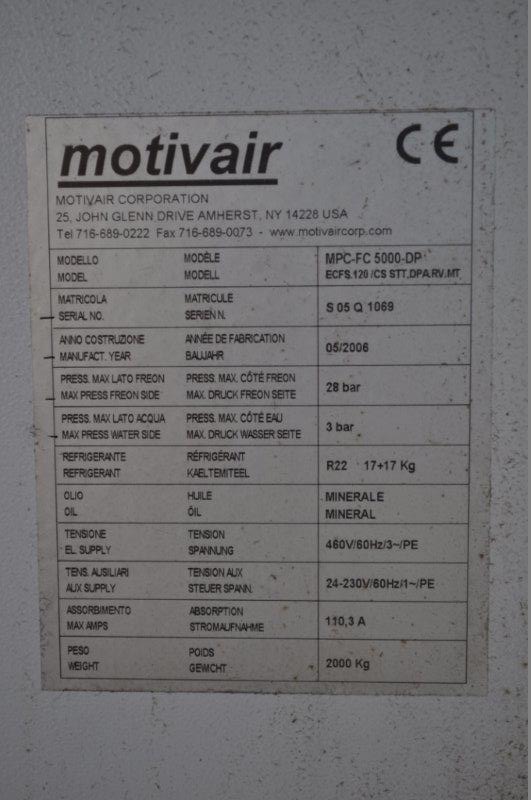 motivair CE
MOTIVAIR CORPORATION
25, JOHN GLENN DRIVE AMHERST, NY 14228 USA
Tel 716-689-0222 Fax 716-689-0073 - www.motivaircorp.com
MODELLO MODÈLE MPC-FC 5000-DP
MODEL MODELL ECFS.120 /CS STT,DPA,RV,MT
MATRICOLA MATRICULE S 05 Q 1069
SERIAL NO. SERIEN N.
ANNO COSTRUZIONE ANNÉE DE FABRICATION 05/2006
MANUFACT. YEAR BAUJAHR
PRESS. MAX LATO FREON PRESS. MAX. CÔTÉ FREON 28 bar
MAX PRESS FREON SIDE MAX. DRUCK FREON SEITE
PRESS. MAX LATO ACQUA PRESS. MAX. CÔTÉ EAU 3 bar
MAX PRESS WATER SIDE MAX. DRUCK WASSER SEITE
REFRIGERANTE RÉFRIGÉRANT R22 17+17 Kg
REFRIGERANT KAELTEMITEEL
OLIO HUILE MINERALE
OIL ÖIL MINERAL
TENSIONE TENSION 460V/60Hz/3~/PE
EL. SUPPLY SPANNUNG
TENS. AUSILIARI TENSION AUX 24-230V/60Hz/1~/PE
AUX SUPPLY STEUER SPANN.
ASSORBIMENTO ABSORPTION 110,3 A
MAX AMPS STROMAUFNAHME
PESO POIDS 2000 Kg
WEIGHT GEWICHT